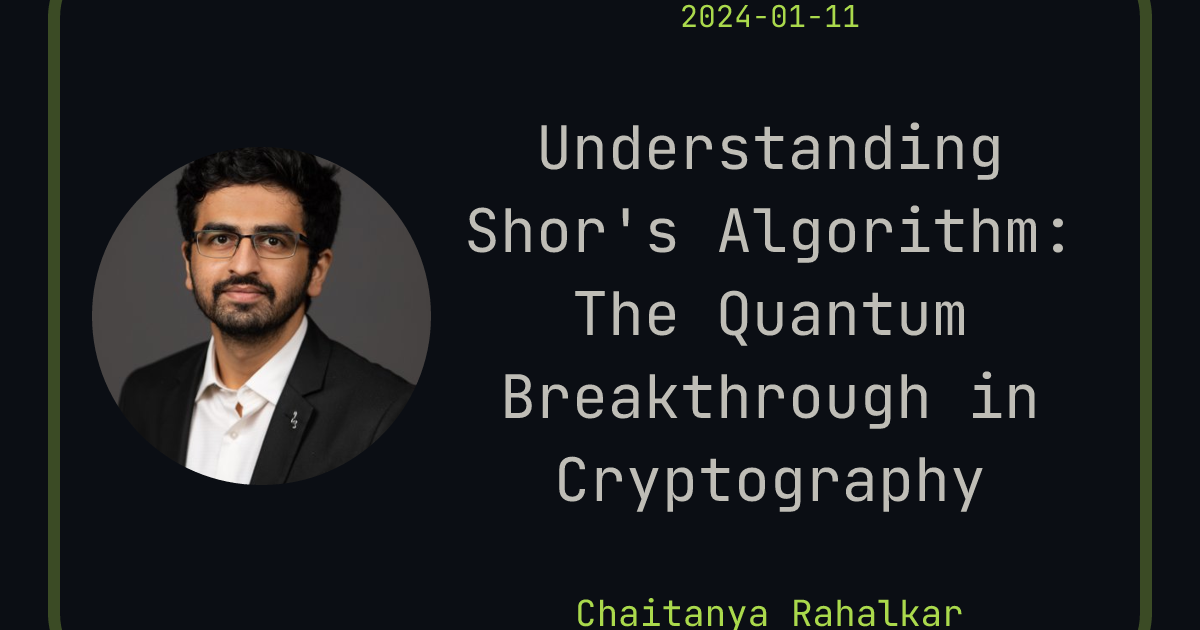 2024-01-11
Understanding
Shor's Algorithm:
The Quantum
Breakthrough in
Cryptography
Chaitanya Rahalkar